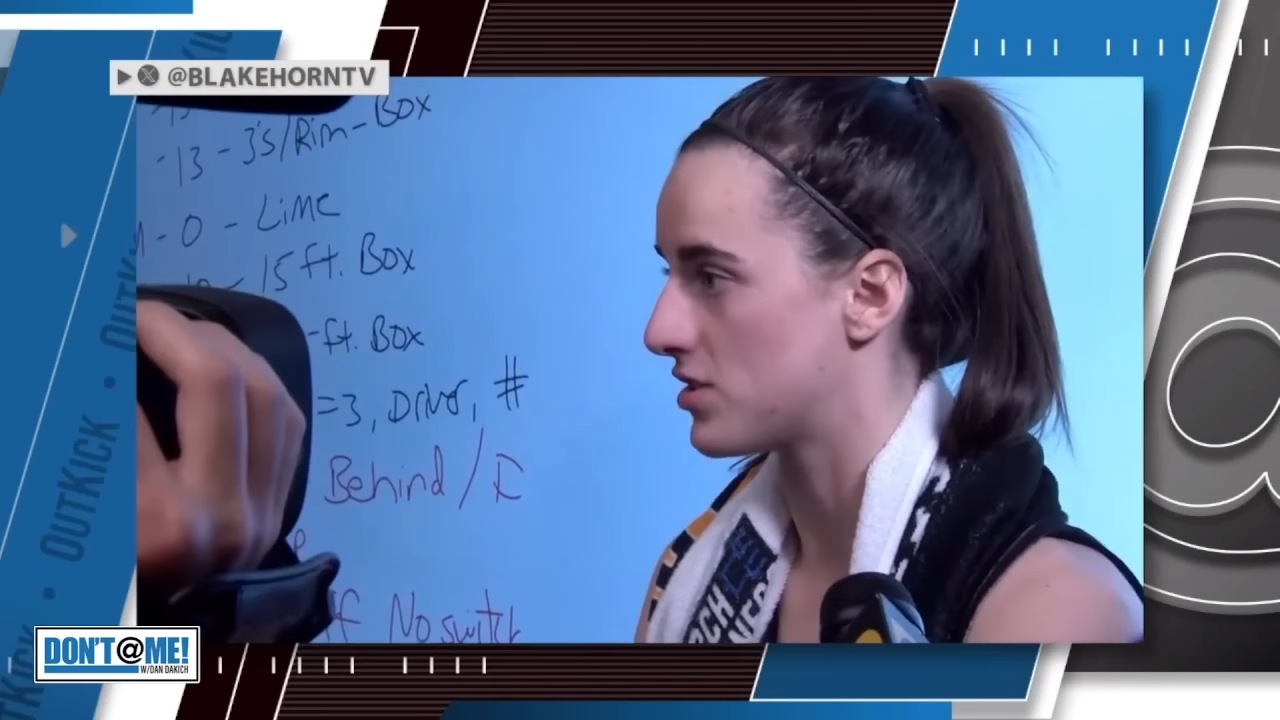 @BLAKEHORNTV
- 13 - 3's/Rim - Box
- 0 - Lime
- 15 ft. Box
- ft. Box
= 3, Driver, #
Behind /
No switch
OUTKICK
DON'T @ ME!
W/DAN DAKICH